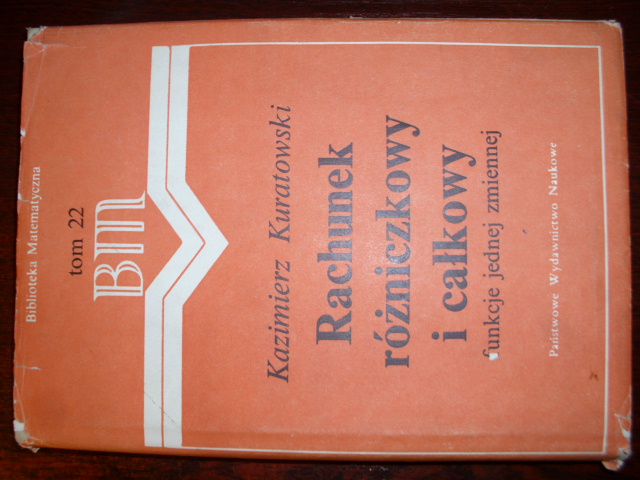 Biblioteka Matematyczna
tom 22
BM
Kazimierz Kuratowski
Rachunek
różniczkowy
i całkowy
funkcje jednej zmiennej
Państwowe Wydawnictwo Naukowe